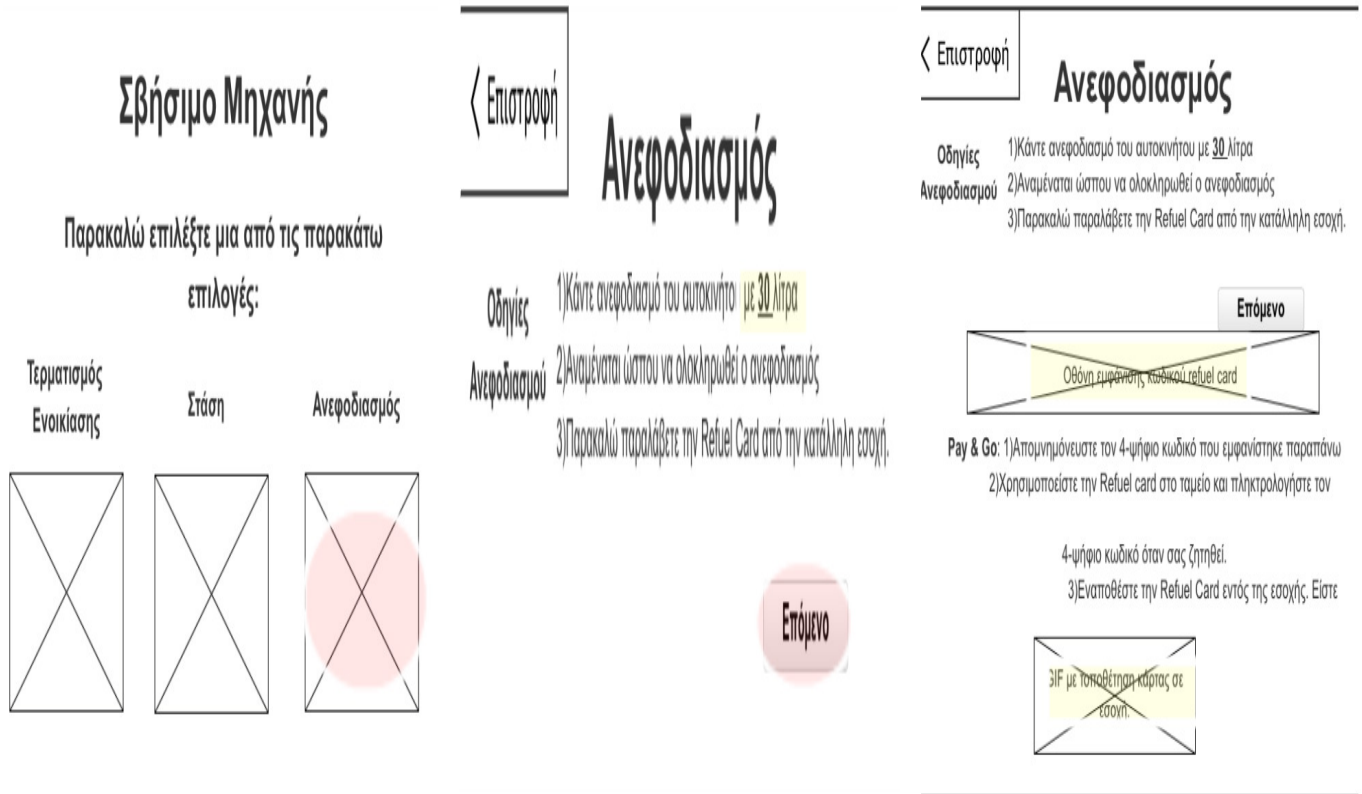 Σβήσιμο Μηχανής
Παρακαλώ επιλέξτε μια από τις παρακάτω
επιλογές:
Τερματισμός
Ενοικίασης
Στάση
Ανεφοδιασμός
< Επιστροφή
Ανεφοδιασμός
Οδηγίες
Ανεφοδιασμού
1)Κάντε ανεφοδιασμό του αυτοκινήτο με 30 λίτρα
2)Αναμέναται ώσπου να ολοκληρωθεί ο ανεφοδιασμός
3)Παρακαλώ παραλάβετε την Refuel Card από την κατάλληλη εσοχή.
Επόμενο
< Επιστροφή
Ανεφοδιασμός
Οδηγίες
Ανεφοδιασμού
1)Κάντε ανεφοδιασμό του αυτοκινήτου με 30 λίτρα
2)Αναμέναται ώσπου να ολοκληρωθεί ο ανεφοδιασμός
3)Παρακαλώ παραλάβετε την Refuel Card από την κατάλληλη εσοχή.
Επόμενο
Οθόνη εμφάνισης κωδικού refuel card
Pay & Go: 1)Απομνημόνευστε τον 4-ψήφιο κωδικό που εμφανίστηκε παραπάνω
2)Χρησιμοποείστε την Refuel card στο ταμείο και πληκτρολογήστε τον
4-ψήφιο κωδικό όταν σας ζητηθεί.
3)Εναποθέστε την Refuel Card εντός της εσοχής. Είστε
GIF με τοποθέτηση κάρτας σε
εσοχή.